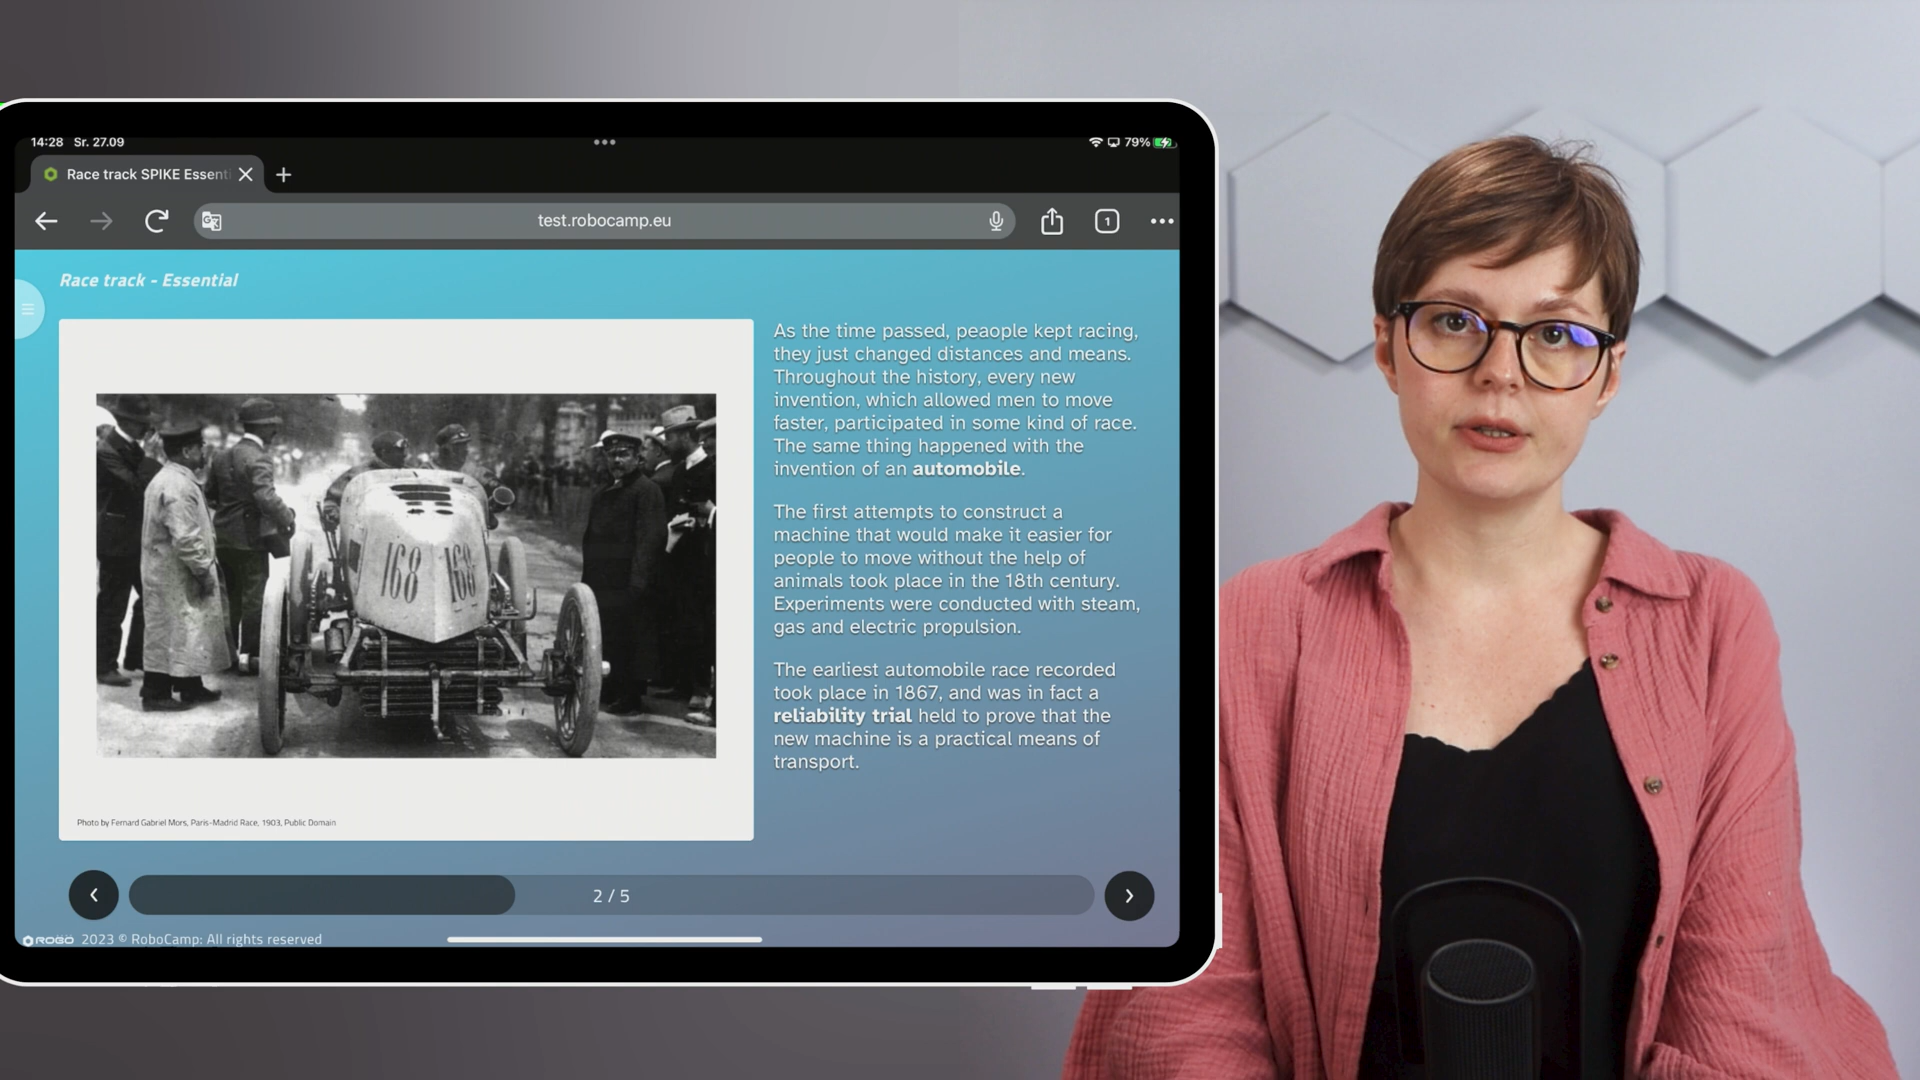 14:28 Sr. 27.09
79%
Race track SPIKE Essenti
test.robocamp.eu
1
Race track - Essential
As the time passed, peaople kept racing,
they just changed distances and means.
Throughout the history, every new
invention, which allowed men to move
faster, participated in some kind of race.
The same thing happened with the
invention of an automobile.
The first attempts to construct a
machine that would make it easier for
people to move without the help of
animals took place in the 18th century.
Experiments were conducted with steam,
gas and electric propulsion.
The earliest automobile race recorded
took place in 1867, and was in fact a
reliability trial held to prove that the
new machine is a practical means of
transport.
168 168
Photo by Fernard Gabriel Mors, Paris-Madrid Race, 1903, Public Domain
2 / 5
ROGO 2023 © RoboCamp: All rights reserved